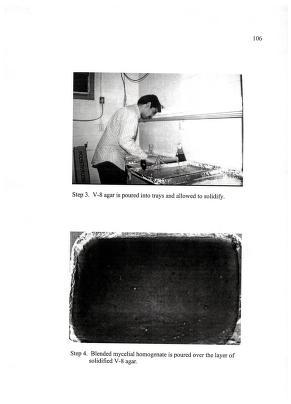 106
Step 3. V-8 agar is poured into trays and allowed to solidify.
Step 4. Blended mycelial homogenate is poured over the layer of
solidified V-8 agar.